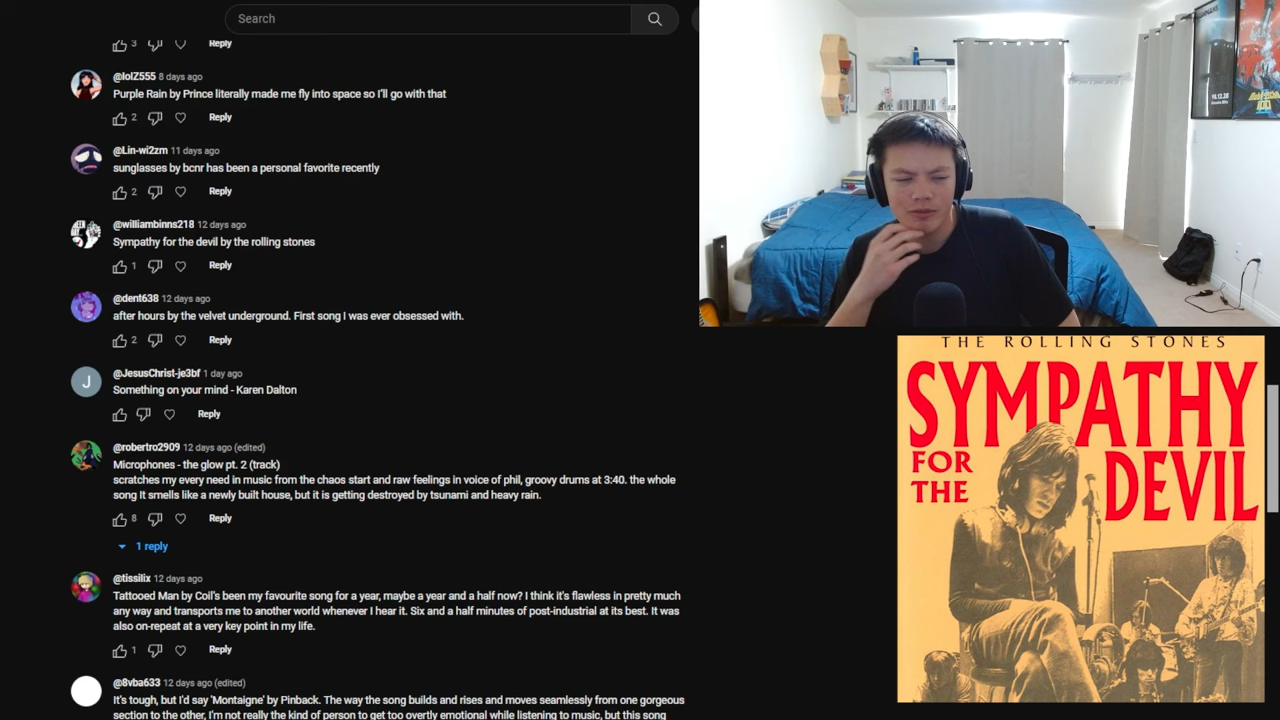 Search
3
Reply
@lolZ555 8 days ago
Purple Rain by Prince literally made me fly into space so I'll go with that
2
Reply
@Lin-wi2zm 11 days ago
sunglasses by bcnr has been a personal favorite recently
2
Reply
@williambinns218 12 days ago
Sympathy for the devil by the rolling stones
1
Reply
@dent638 12 days ago
after hours by the velvet underground. First song I was ever obsessed with.
2
Reply
J
@JesusChrist-je3bf 1 day ago
Something on your mind - Karen Dalton
Reply
@robertro2909 12 days ago (edited)
Microphones - the glow pt. 2 (track)
scratches my every need in music from the chaos start and raw feelings in voice of phil, groovy drums at 3:40. the whole
song It smells like a newly built house, but it is getting destroyed by tsunami and heavy rain.
8
Reply
1 reply
@tissilix 12 days ago
Tattooed Man by Coil's been my favourite song for a year, maybe a year and a half now? I think it's flawless in pretty much
any way and transports me to another world whenever I hear it. Six and a half minutes of post-industrial at its best. It was
also on-repeat at a very key point in my life.
1
Reply
@8vba633 12 days ago (edited)
It's tough, but I'd say 'Montaigne' by Pinback. The way the song builds and rises and moves seamlessly from one gorgeous
section to the other, I'm not really the kind of person to get too overtly emotional while listening to music, but this song
THE ROLLING STONES
SYMPATHY
FOR
THE
DEVIL